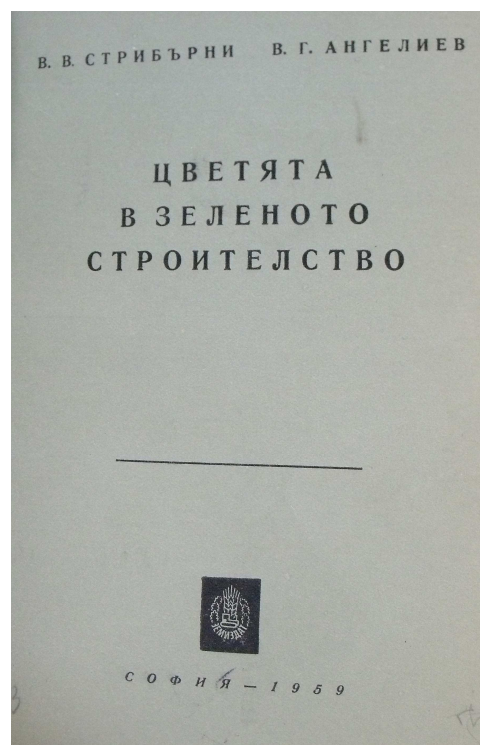 В. В. СТРИБЪРНИ В. Г. АНГЕЛИЕВ
ЦВЕТЯТА
В ЗЕЛЕНОТО
СТРОИТЕЛСТВО
ЗЕМИЗДАТ
СОФИЯ — 1959